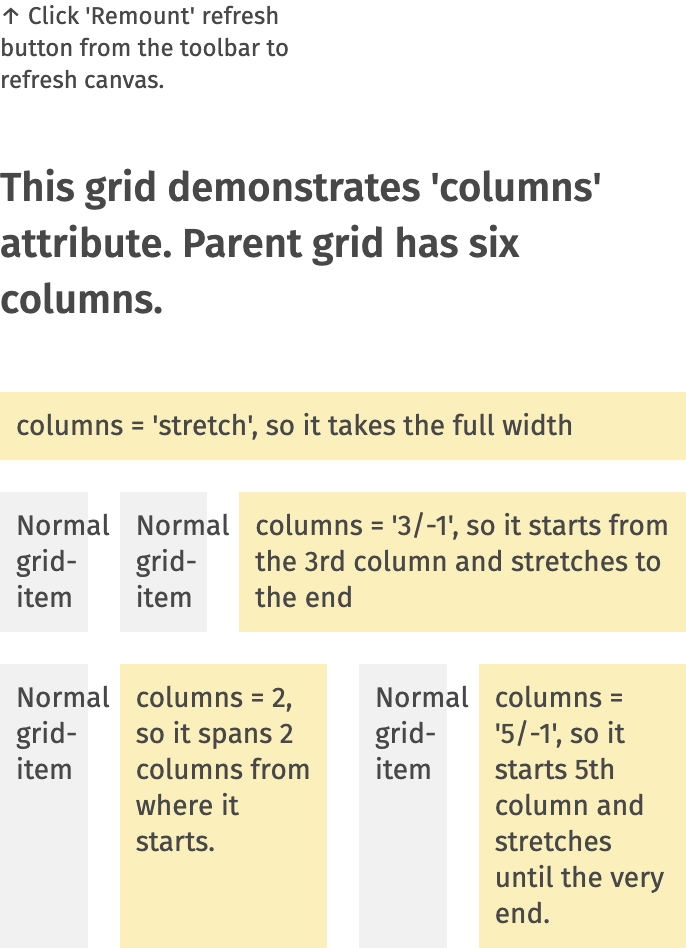 ↑ Click 'Remount' refresh
button from the toolbar to
refresh canvas.
This grid demonstrates 'columns'
attribute. Parent grid has six
columns.
columns = 'stretch', so it takes the full width
Normal
grid-
item
Normal
grid-
item
columns = '3/-1', so it starts from
the 3rd column and stretches to
the end
Normal
grid-
item
columns = 2,
so it spans 2
columns from
where it
starts.
Normal
grid-
item
columns =
'5/-1', so it
starts 5th
column and
stretches
until the very
end.